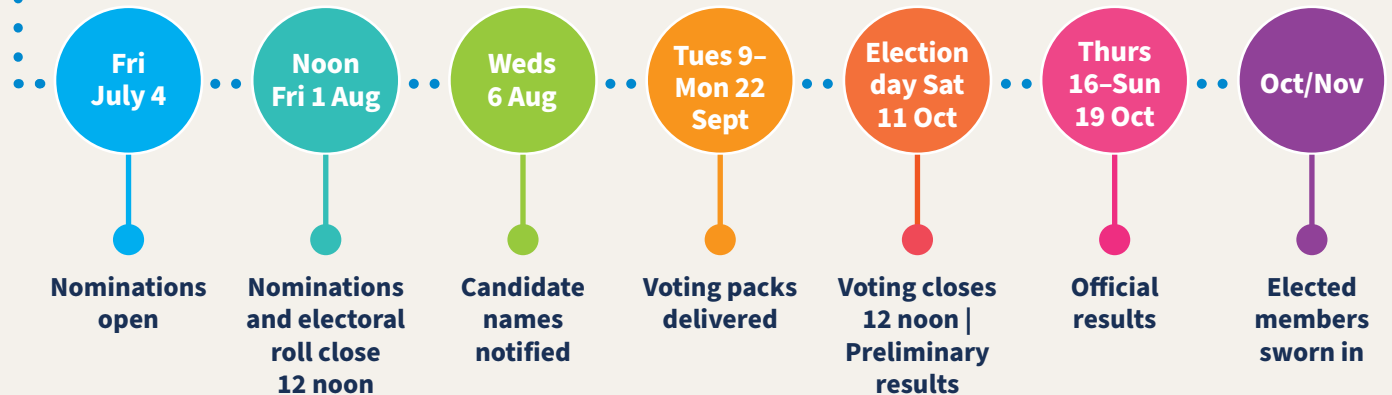 Fri
July 4
Noon
Fri 1 Aug
Weds
6 Aug
Tues 9–
Mon 22
Sept
Election
day Sat
11 Oct
Thurs
16–Sun
19 Oct
Oct/Nov
Nominations
open
Nominations
and electoral
roll close
12 noon
Candidate
names
notified
Voting packs
delivered
Voting closes
12 noon |
Preliminary
results
Official
results
Elected
members
sworn in